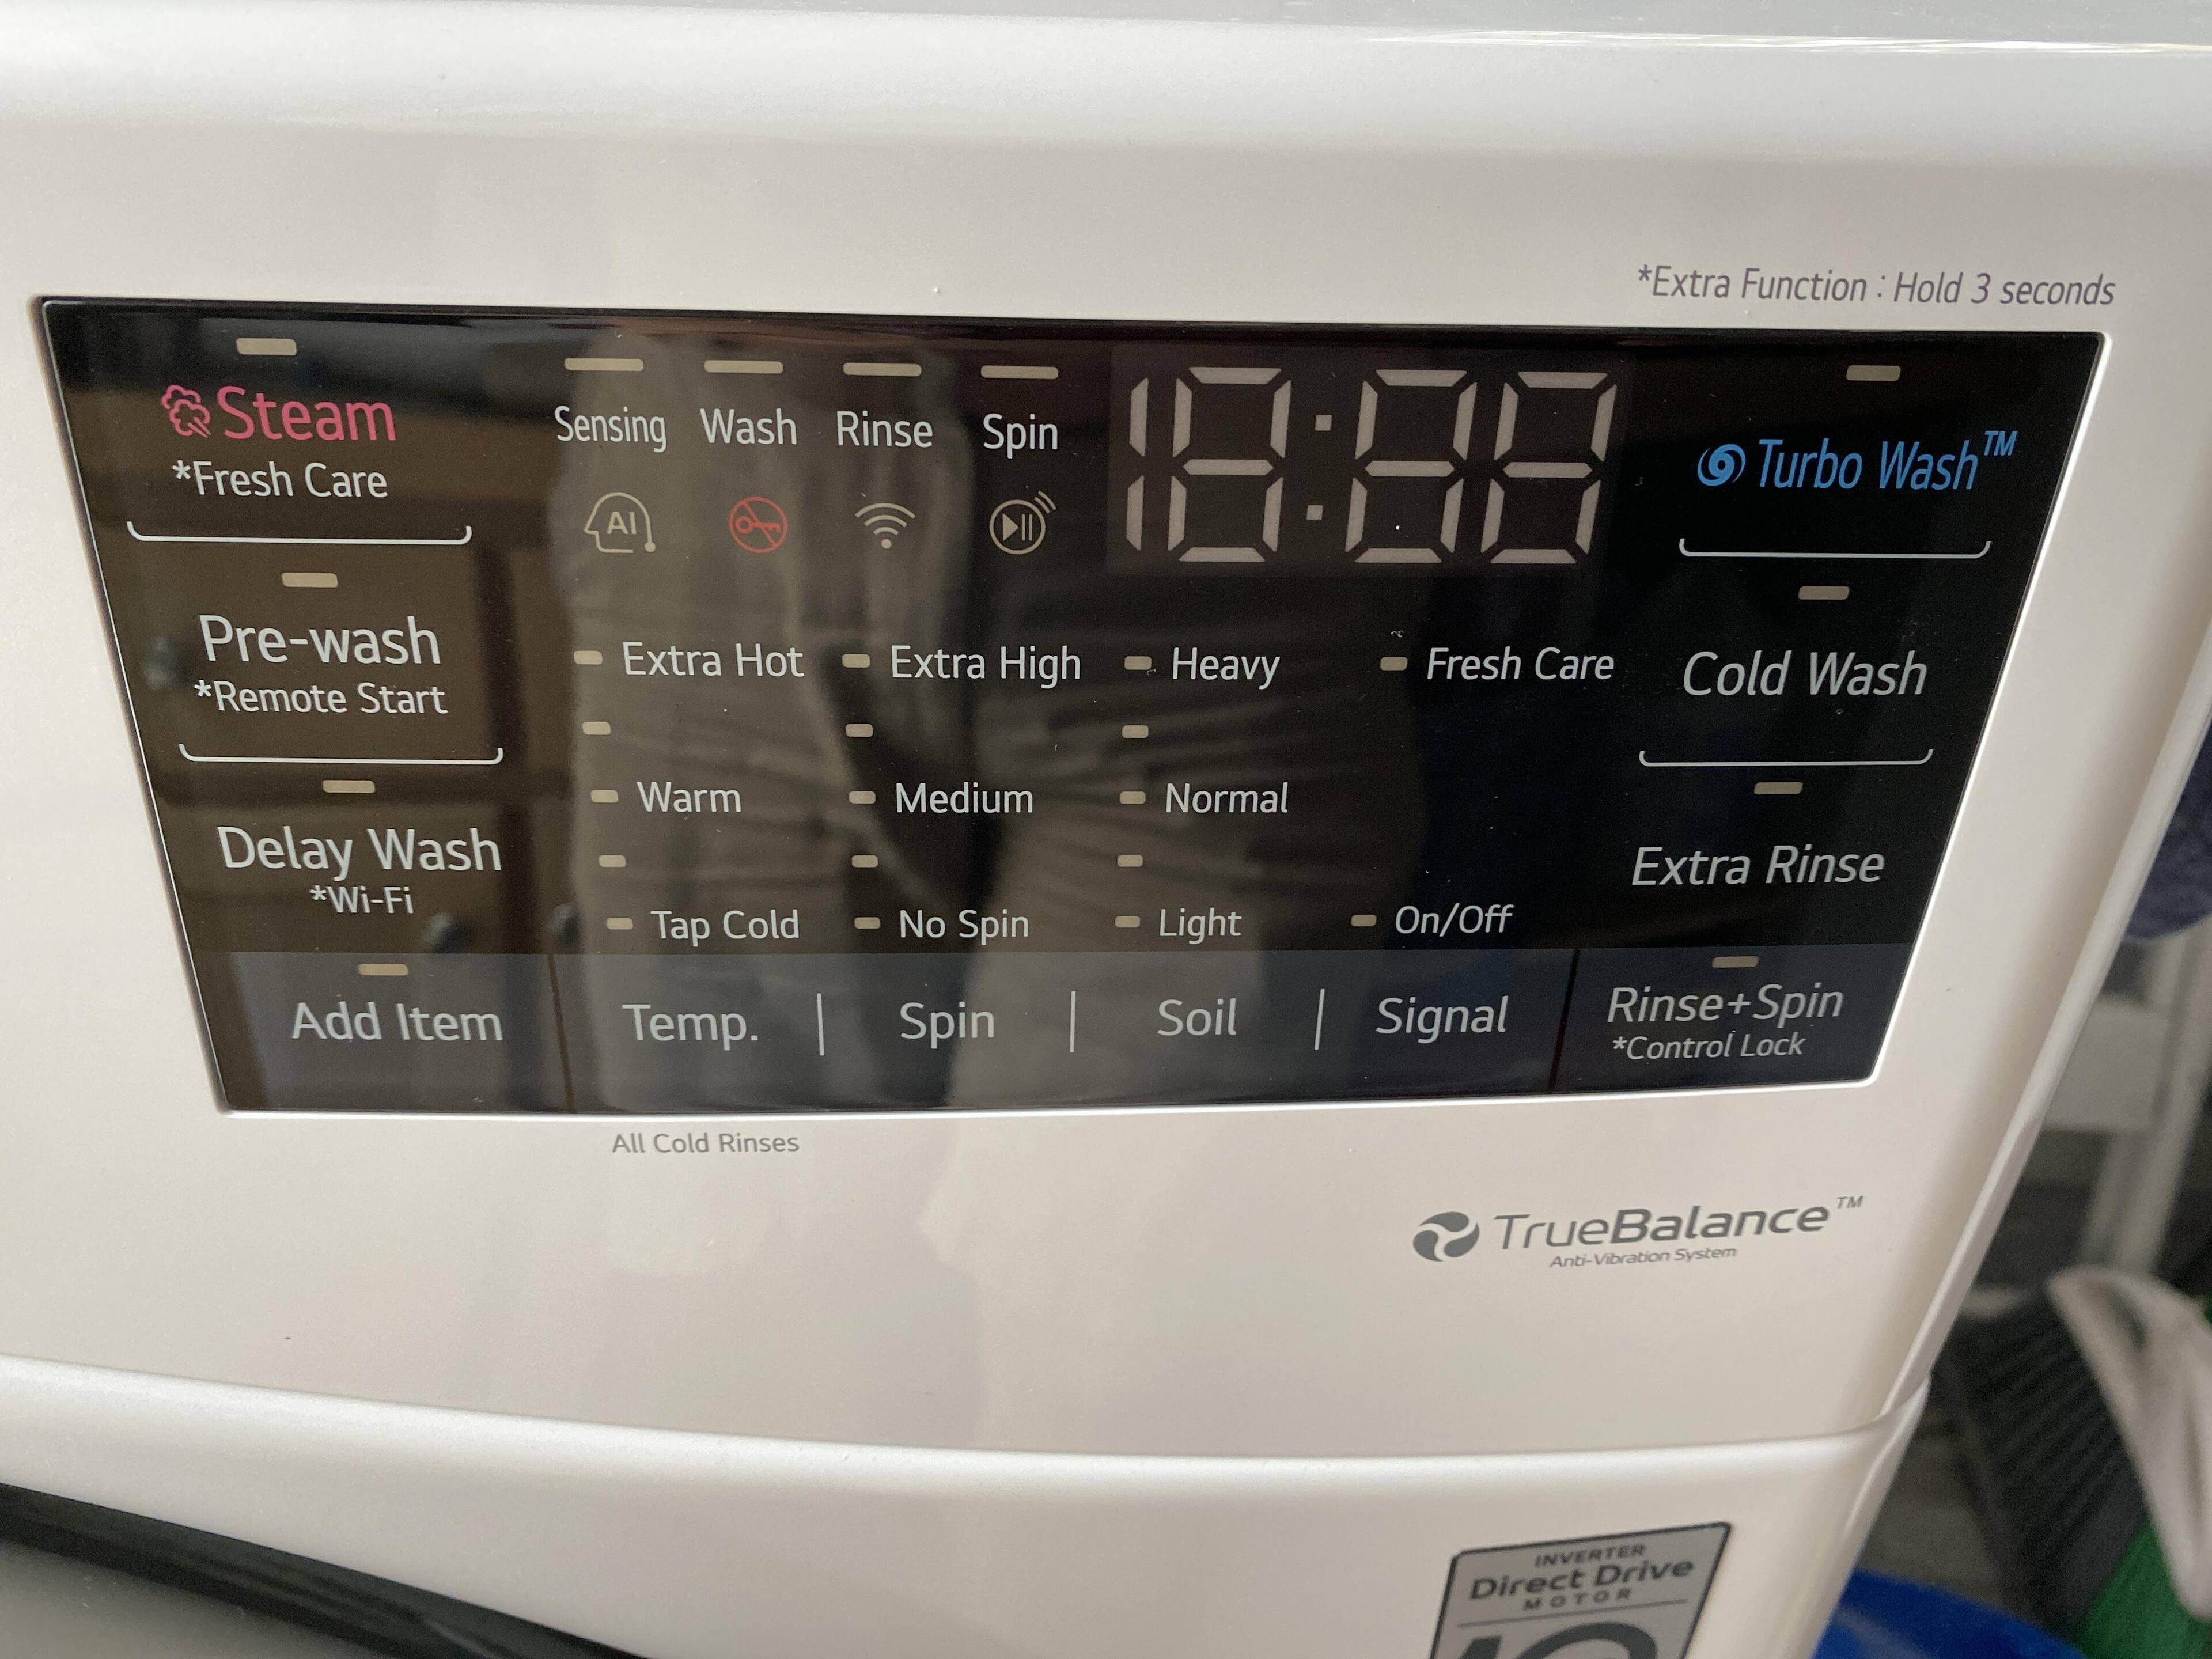 *Extra Function : Hold 3 seconds
Steam
*Fresh Care
Sensing Wash Rinse Spin
AI
18:88
Turbo Wash™
Pre-wash
*Remote Start
Extra Hot Extra High Heavy Fresh Care
Cold Wash
Warm Medium Normal
Delay Wash
*Wi-Fi
Extra Rinse
Tap Cold No Spin Light On/Off
Add Item Temp. | Spin | Soil | Signal Rinse+Spin
*Control Lock
All Cold Rinses
TrueBalance™
Anti-Vibration System
INVERTER
Direct Drive
MOTOR